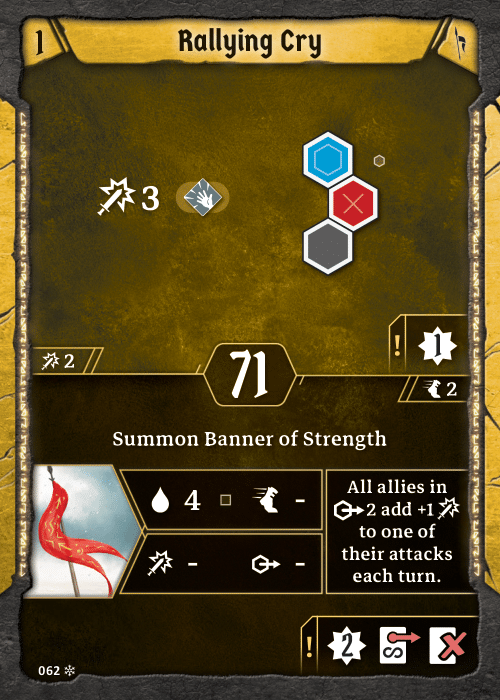 1
Rallying Cry
3
1
2
71
2
Summon Banner of Strength
4
-
-
-
All allies in
2 add +1
to one of
their attacks
each turn.
!
2
062